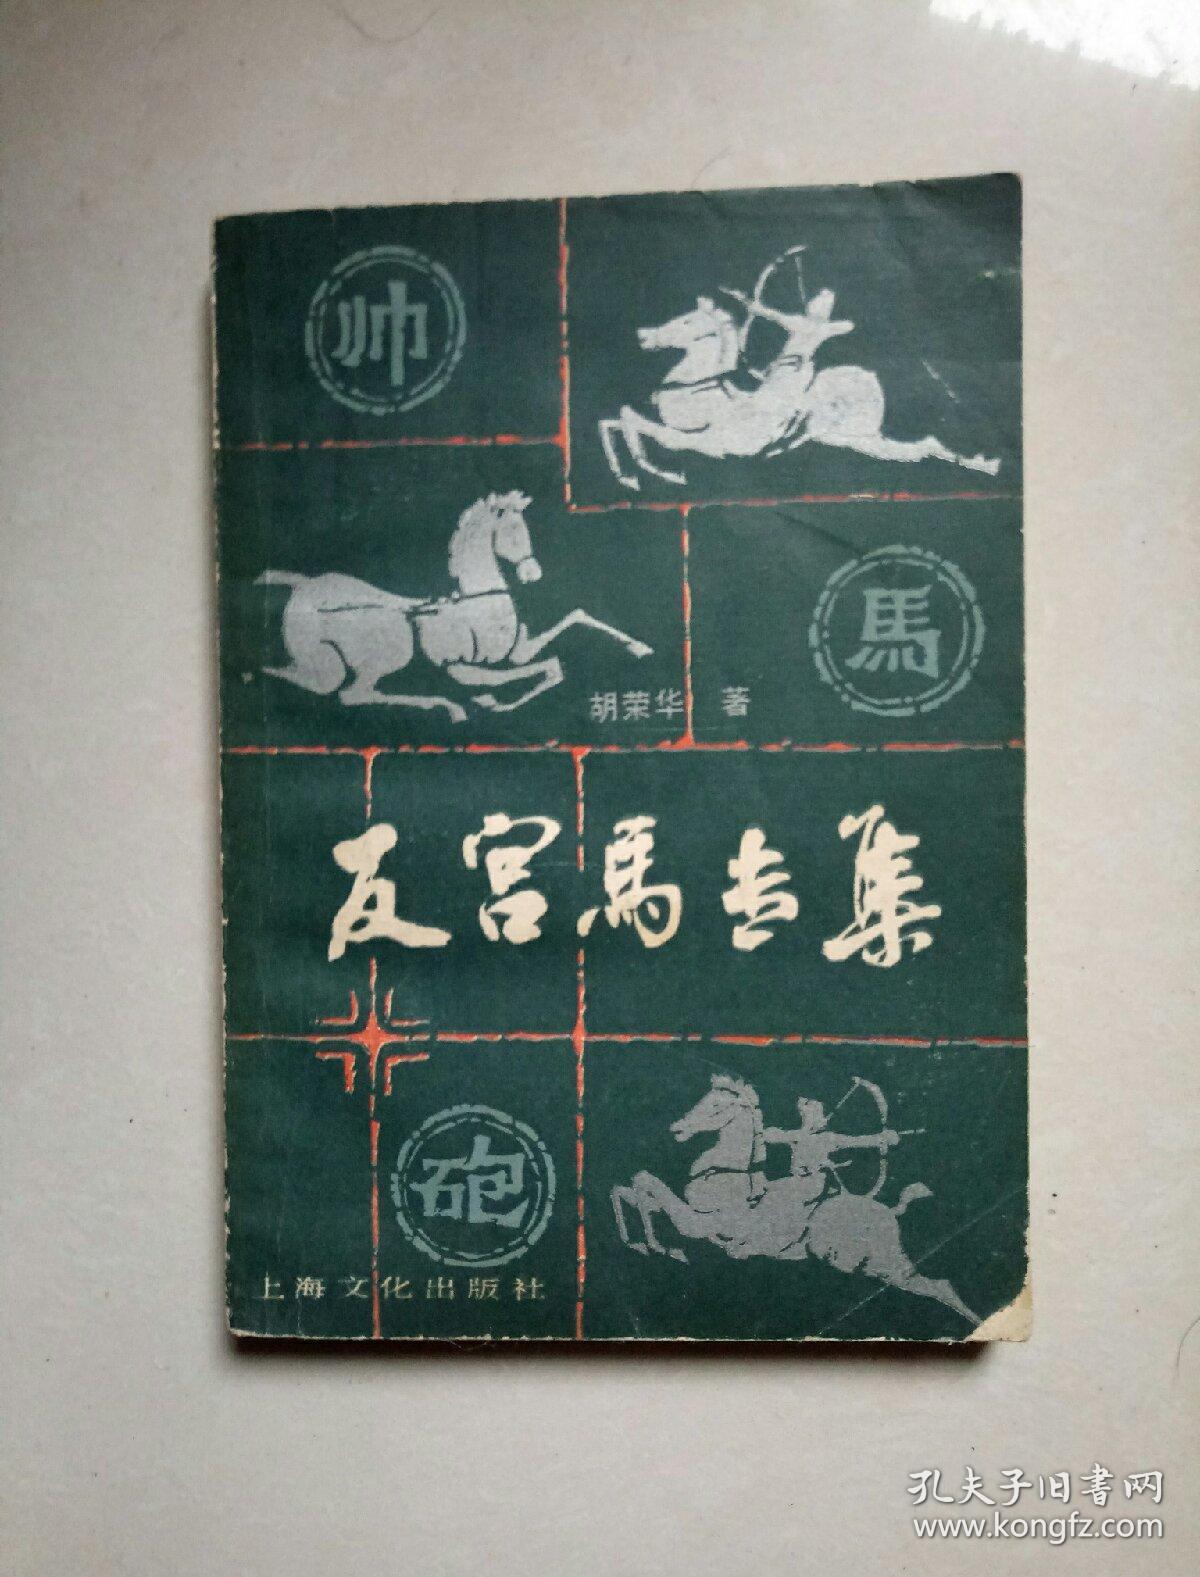 帅
馬
胡荣华 著
反宫馬专集
砲
上海文化出版社
孔夫子旧书网
www.kongfz.com